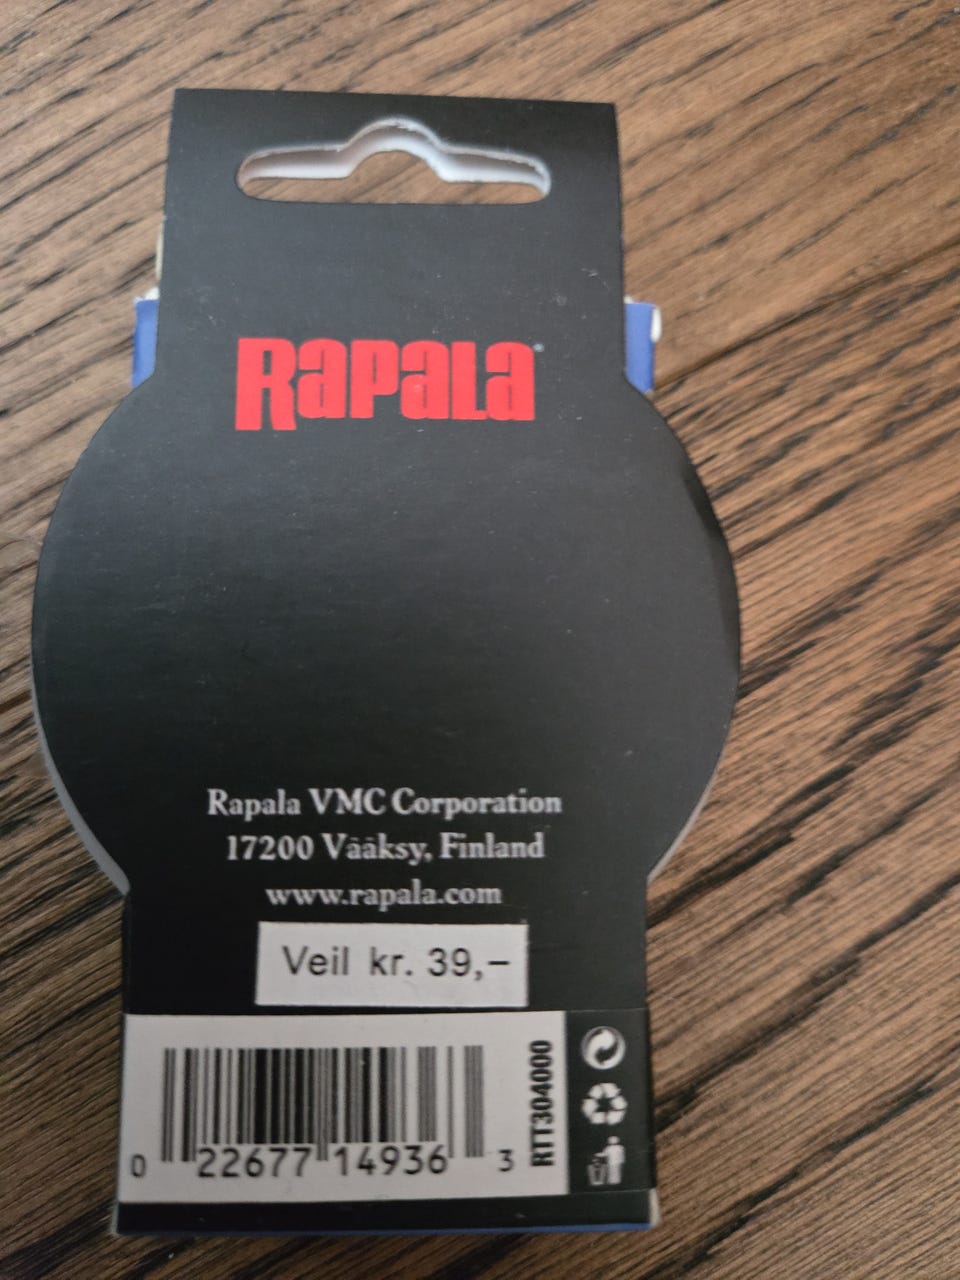 Rapala
Rapala VMC Corporation
17200 Vääksy, Finland
www.rapala.com
Veil kr. 39,-
RTT304000
0 22677 14936 3